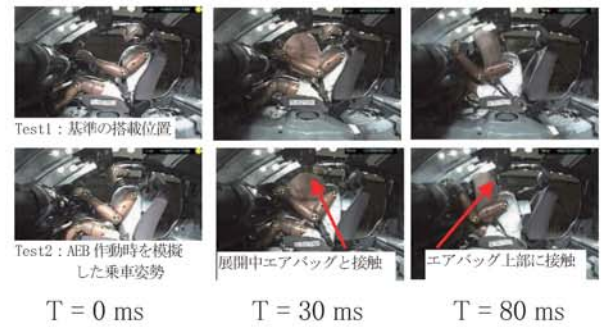 Test1：基準の搭載位置
Test2：AEB 作動時を模擬
した乗車姿勢
展開中エアバッグと接触
エアバッグ上部に接触
T = 0 ms
T = 30 ms
T = 80 ms